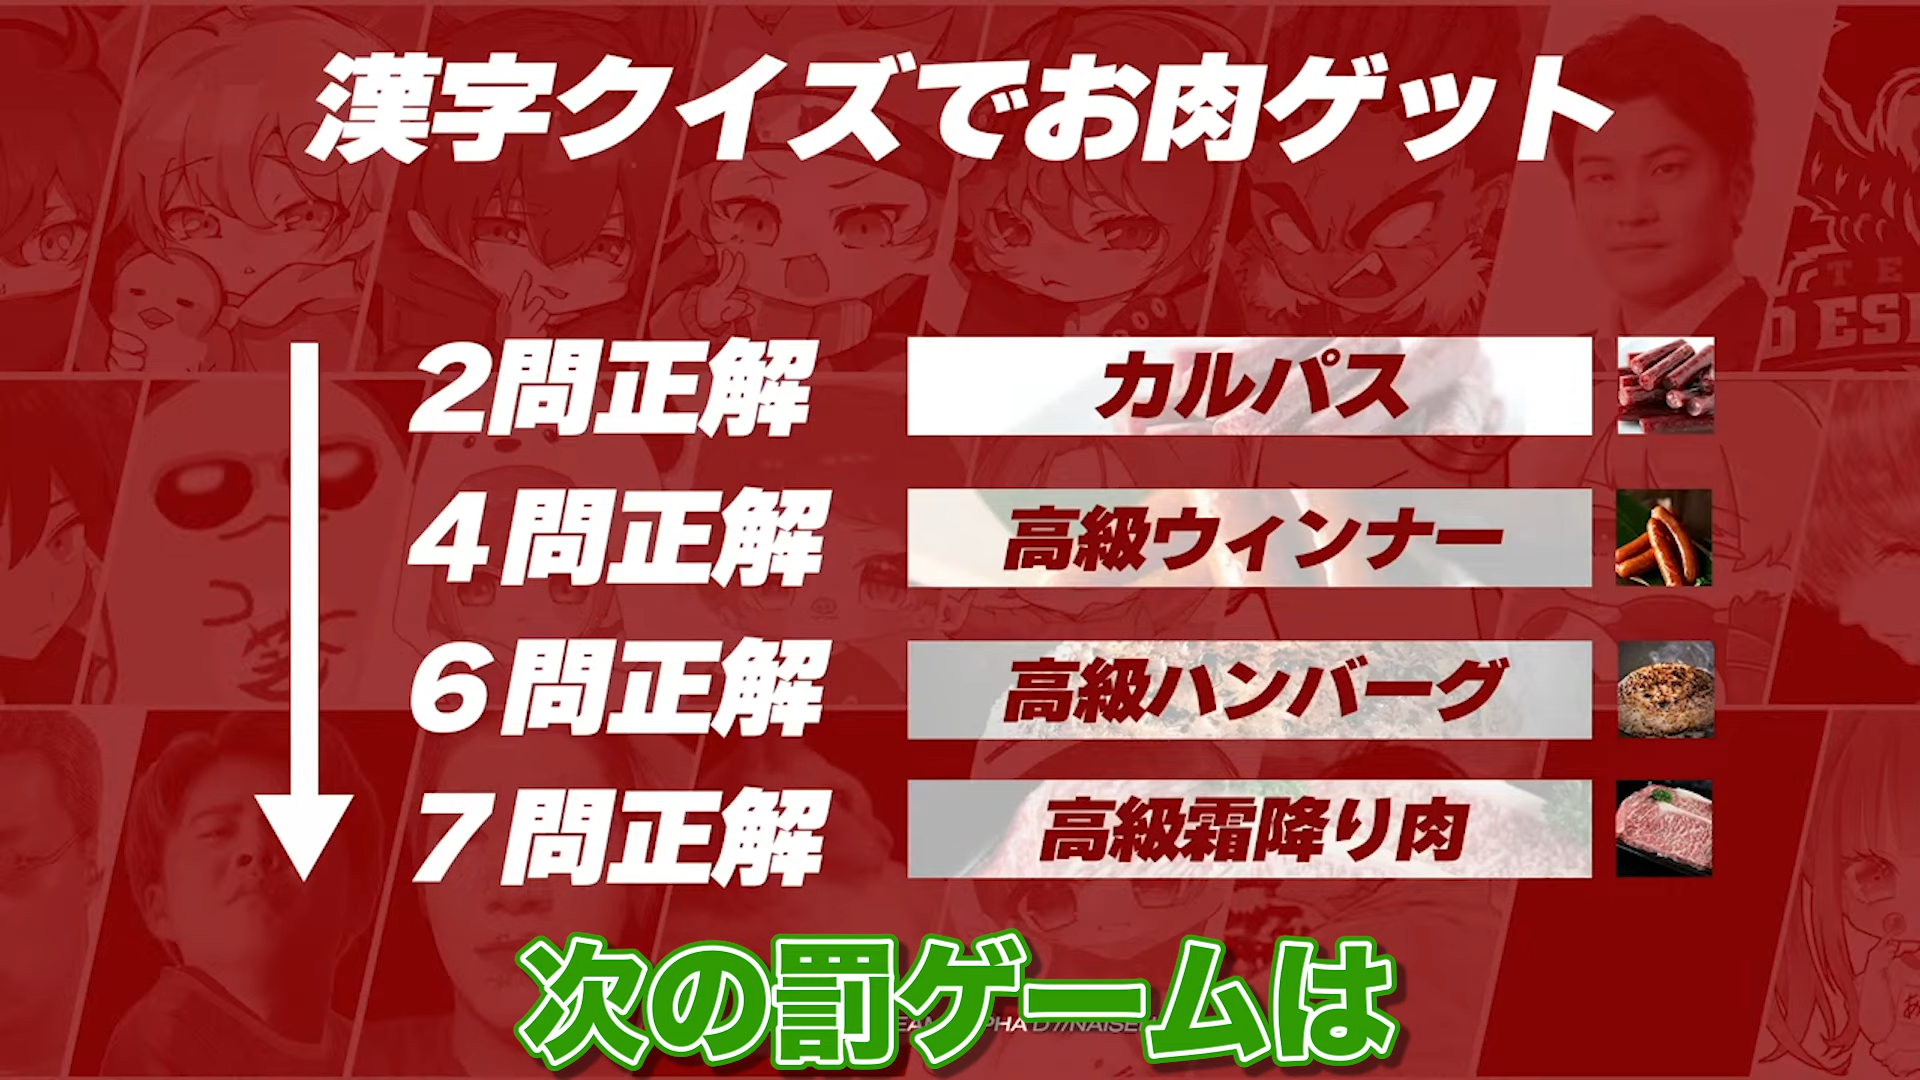 漢字クイズでお肉ゲット
2問正解
カルパス
4問正解
高級ウィンナー
6問正解
高級ハンバーグ
7問正解
高級霜降り肉
次の罰ゲームは